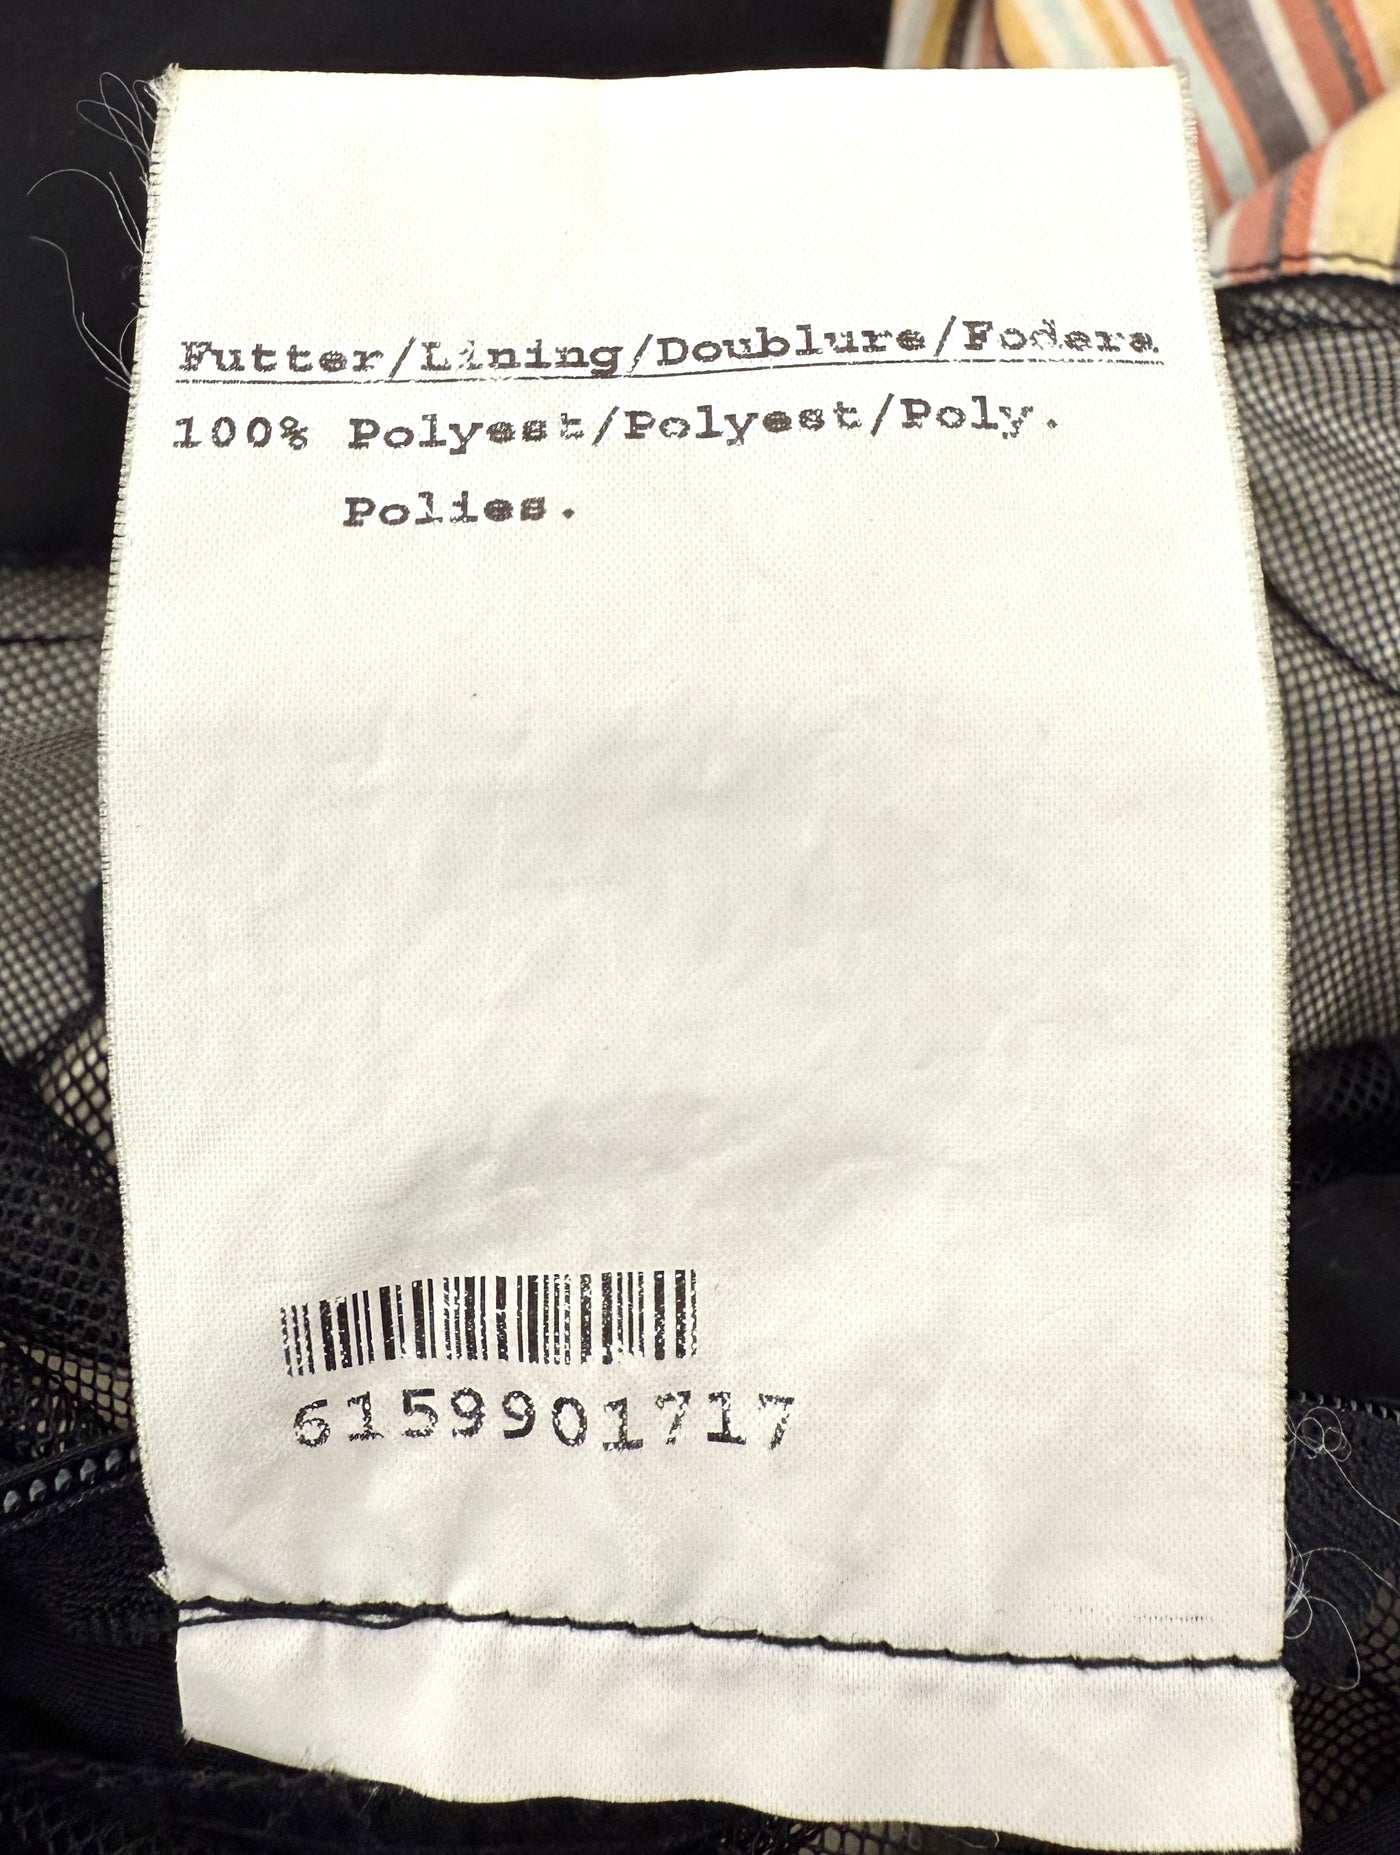 Futter/Lining/Doublure/Fodera
100% Polyest/Polyest/Poly.
Polies.
6159901717